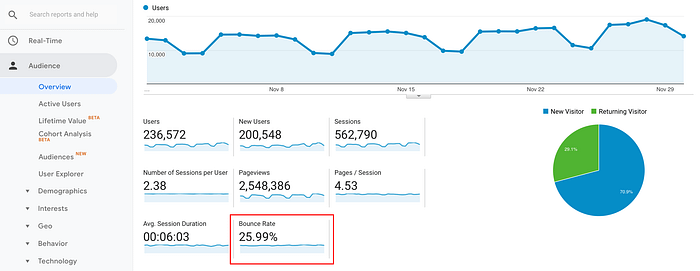 Search reports and help
Real-Time
Audience
Overview
Active Users
Lifetime Value BETA
Cohort Analysis
BETA
Audiences NEW
User Explorer
Demographics
Interests
Geo
Behavior
Technology
Users
20,000
10,000
...
Nov 8
Nov 15
Nov 22
Nov 29
Users
236,572
New Users
200,548
Sessions
562,790
Number of Sessions per User
2.38
Pageviews
2,548,386
Pages / Session
4.53
Avg. Session Duration
00:06:03
Bounce Rate
25.99%
New Visitor
Returning Visitor
29.1%
70.9%